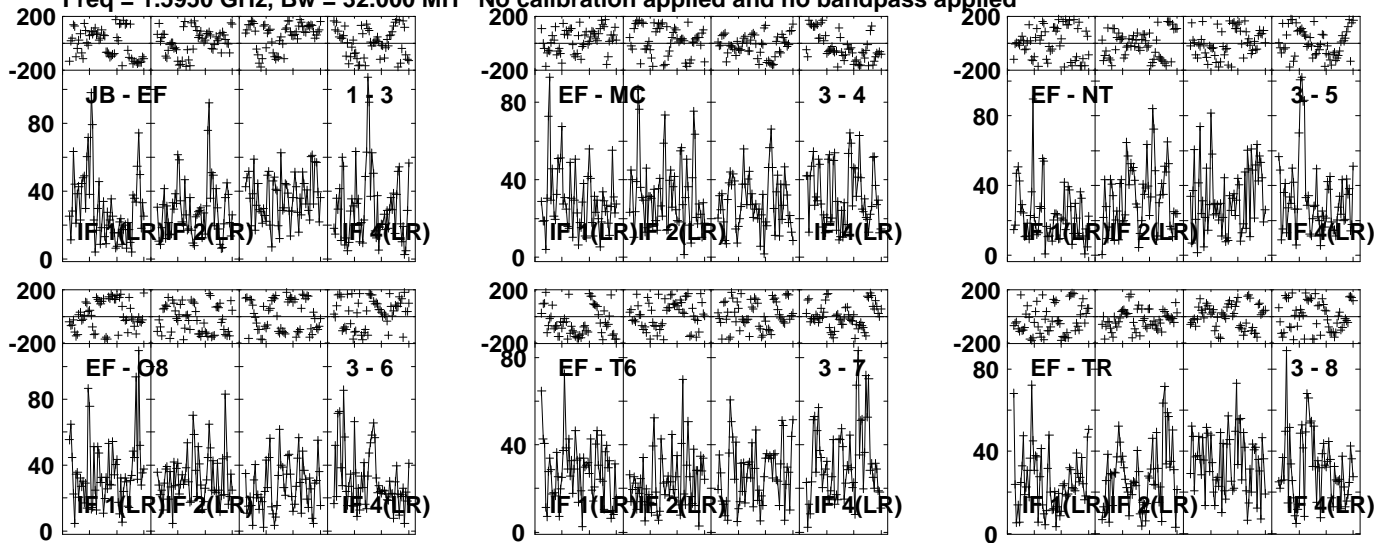 Freq = 1.5950 GHz, Bw = 32.000 MH No calibration applied and no bandpass applied
200
-200
JB - EF 1 - 3
80
40
0
IF 1(LR) IF 2(LR) IF 4(LR)
200
-200
EF - MC 3 - 4
80
40
0
IF 1(LR) IF 2(LR) IF 4(LR)
200
-200
EF - NT 3 - 5
80
40
0
IF 1(LR) IF 2(LR) IF 4(LR)
200
-200
EF - O8 3 - 6
80
40
0
IF 1(LR) IF 2(LR) IF 4(LR)
200
-200
80
EF - T6 3 - 7
40
0
IF 1(LR) IF 2(LR) IF 4(LR)
200
-200
EF - TR 3 - 8
80
40
0
IF 1(LR) IF 2(LR) IF 4(LR)